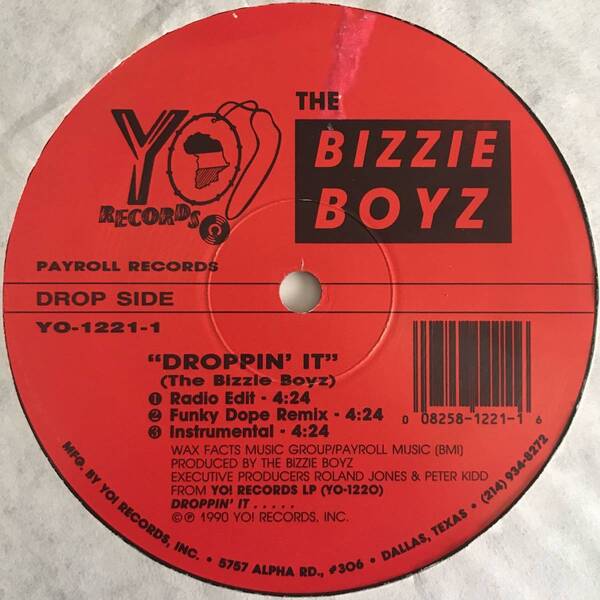 YO!
RECORDS
THE
BIZZIE
BOYZ
PAYROLL RECORDS
DROP SIDE
YO-1221-1
"DROPPIN' IT"
(The Bizzie Boyz)
① Radio Edit - 4:24
② Funky Dope Remix - 4:24
③ Instrumental - 4:24
0 08258-1221-1 6
WAX FACTS MUSIC GROUP/PAYROLL MUSIC (BMI)
PRODUCED BY THE BIZZIE BOYZ
EXECUTIVE PRODUCERS ROLAND JONES & PETER KIDD
FROM YO! RECORDS LP (YO-1220)
DROPPIN' IT . . . . .
© ℗ 1990 YO! RECORDS, INC.
MFG. BY YO! RECORDS, INC. • 5757 ALPHA RD., #306 • DALLAS, TEXAS • (214) 934-8272